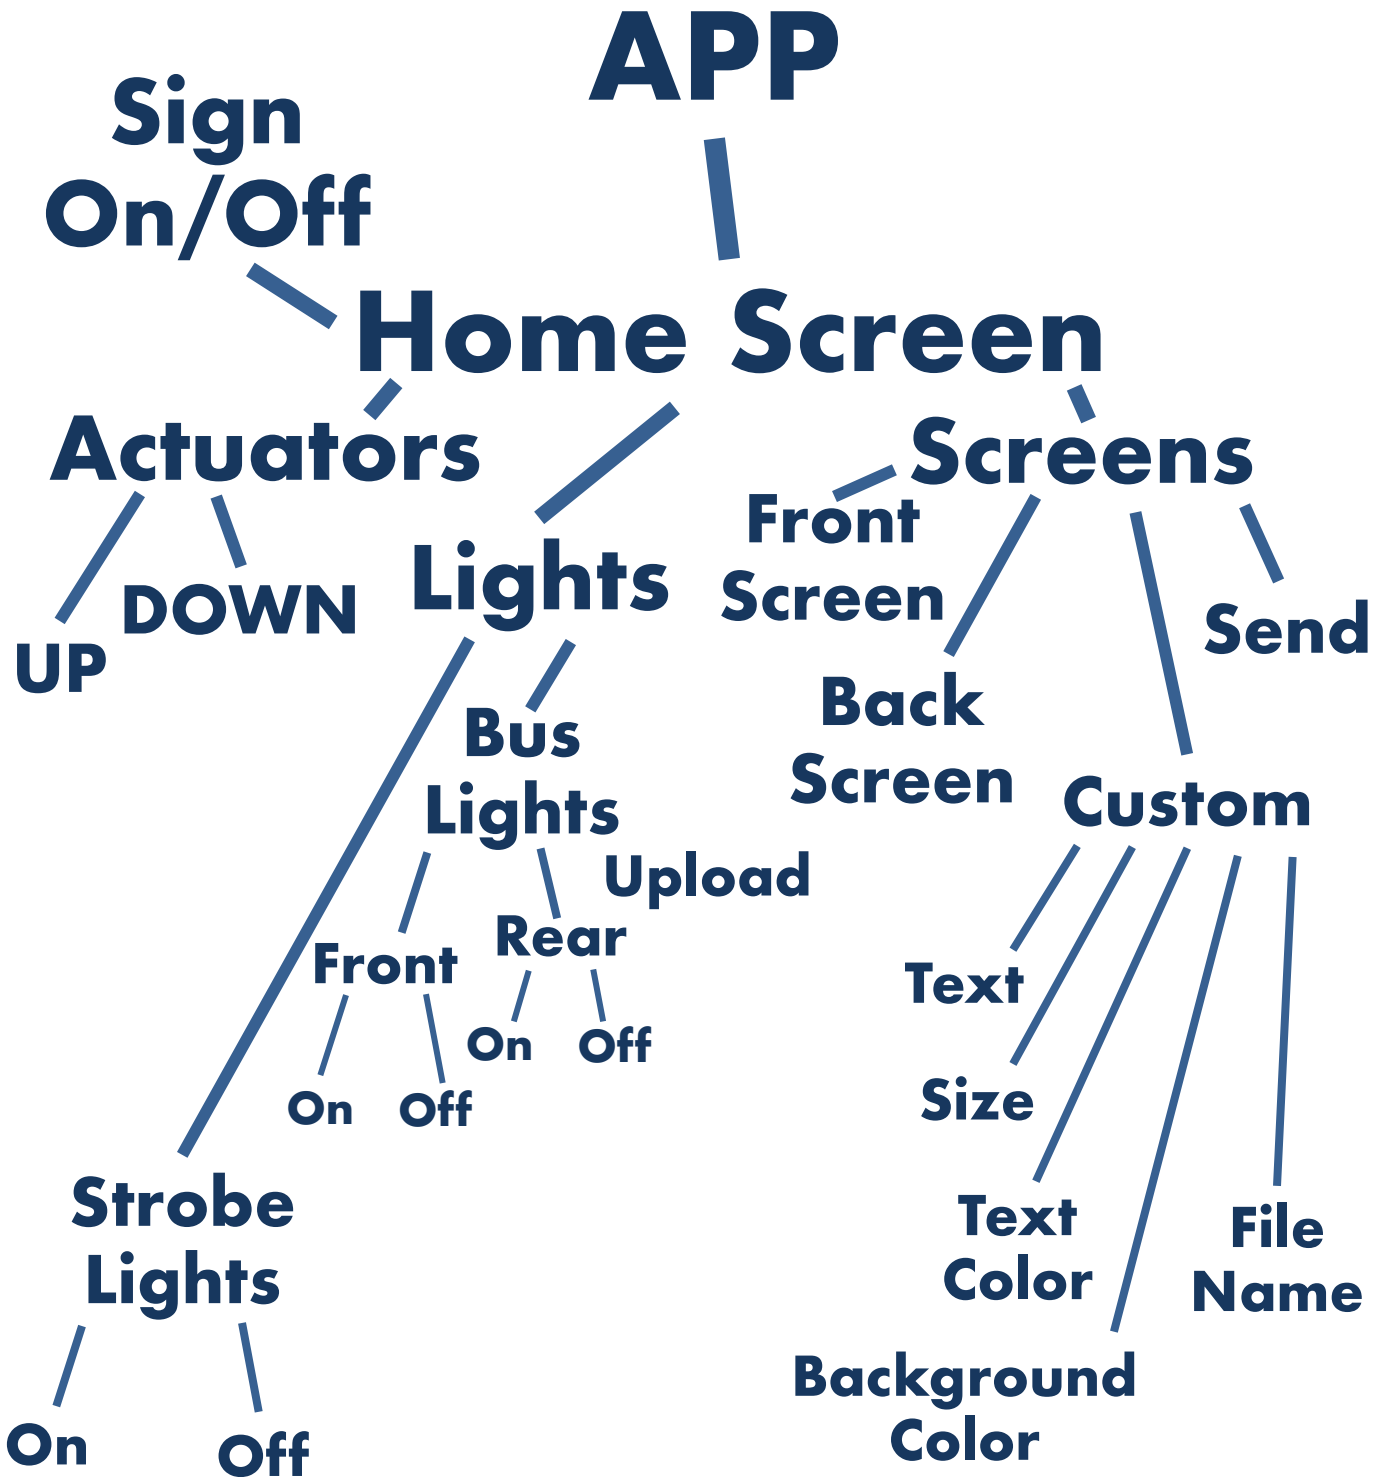 APP
Sign
On/Off
Home Screen
Actuators
UP
DOWN
Lights
Bus
Lights
Front
On
Off
Rear
On
Off
Upload
Strobe
Lights
On
Off
Screens
Front
Screen
Back
Screen
Custom
Send
Text
Size
Text
Color
Background
Color
File
Name